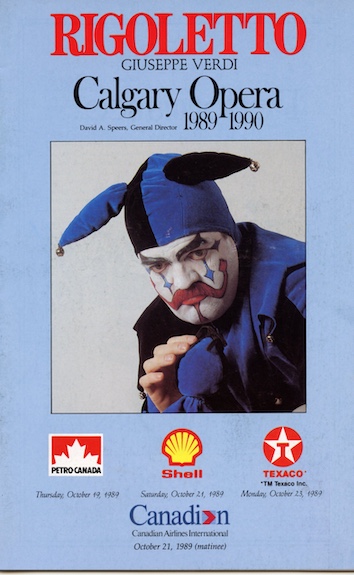 RIGOLETTO
GIUSEPPE VERDI
Calgary Opera
David A. Speers, General Director 1989 1990
PETRO CANADA
Shell
TEXACO*
*TM Texaco Inc.
Thursday, October 19, 1989
Saturday, October 21, 1989
Monday, October 23, 1989
Canadi>n
Canadian Airlines International
October 21, 1989 (matinee)